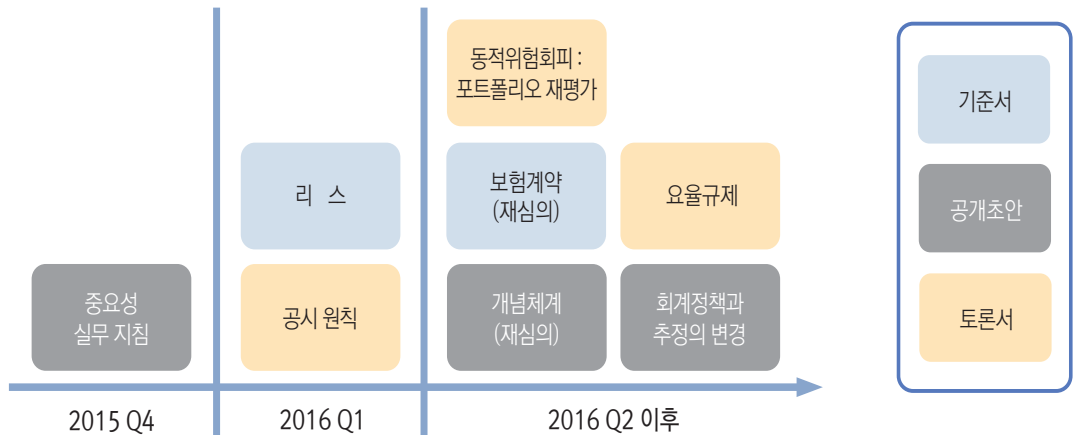 동적위험회피 :
포트폴리오 재평가
기준서
리 스
보험계약
(재심의)
요율규제
공개초안
중요성
실무 지침
공시 원칙
개념체계
(재심의)
회계정책과
추정의 변경
토론서
2015 Q4
2016 Q1
2016 Q2 이후